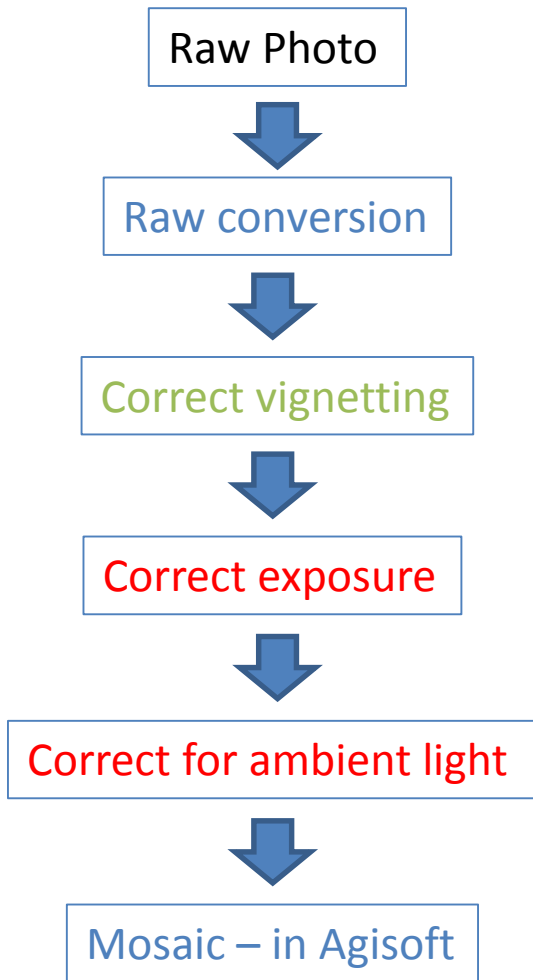 Raw Photo
Raw conversion
Correct vignetting
Correct exposure
Correct for ambient light
Mosaic – in Agisoft